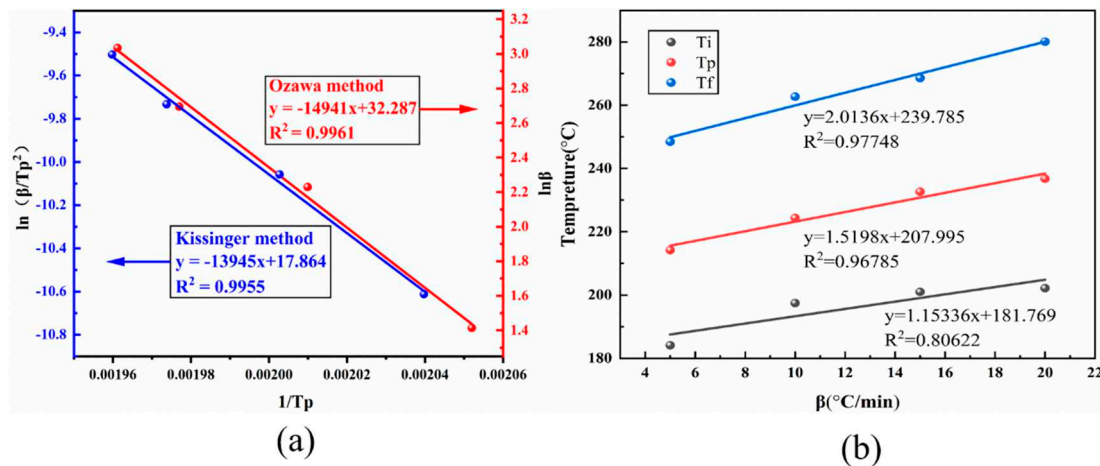 ln（β/Tp²）
-9.4
-9.6
-9.8
-10.0
-10.2
-10.4
-10.6
-10.8
0.00196
0.00198
0.00200
0.00202
0.00204
0.00206
1/Tp
3.2
3.0
2.8
2.6
2.4
2.2
2.0
1.8
1.6
1.4
lnβ
Ozawa method
y = -14941x+32.287
R² = 0.9961
Kissinger method
y = -13945x+17.864
R² = 0.9955
(a)
Tempreture(°C)
280
260
240
220
200
180
4
6
8
10
12
14
16
18
20
22
β(°C/min)
Ti
Tp
Tf
y=2.0136x+239.785
R²=0.97748
y=1.5198x+207.995
R²=0.96785
y=1.15336x+181.769
R²=0.80622
(b)